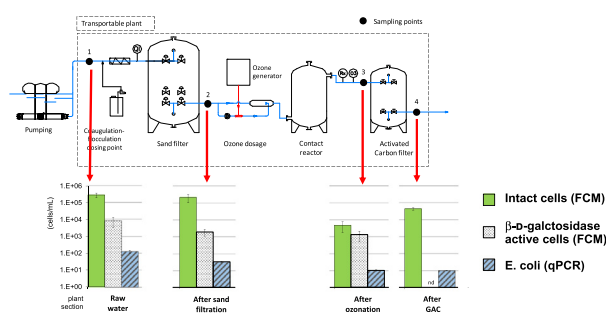 Sampling points
Transportable plant
1
2
3
4
Ozone
generator
Pumping
Coagulation-
flocculation
dosing point
Sand filter
Ozone dosage
Contact
reactor
Activated
Carbon filter
1.E+06
1.E+05
1.E+04
1.E+03
1.E+02
1.E+01
1.E+00
(cells/mL)
nd
plant
section
Raw
water
After sand
filtration
After
ozonation
After
GAC
Intact cells (FCM)
β-D-galctosidase
active cells (FCM)
E. coli (qPCR)